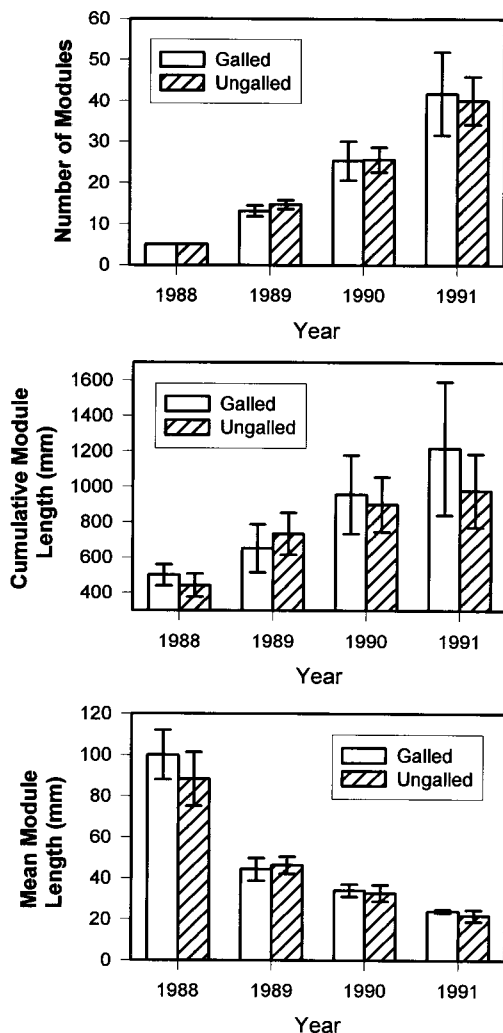 Number of Modules
60
50
40
30
20
10
0
Galled
Ungalled
1988 1989 1990 1991
Year
Cumulative Module
Length (mm)
1600
1400
1200
1000
800
600
400
Galled
Ungalled
1988 1989 1990 1991
Year
Mean Module
Length (mm)
120
100
80
60
40
20
0
Galled
Ungalled
1988 1989 1990 1991
Year